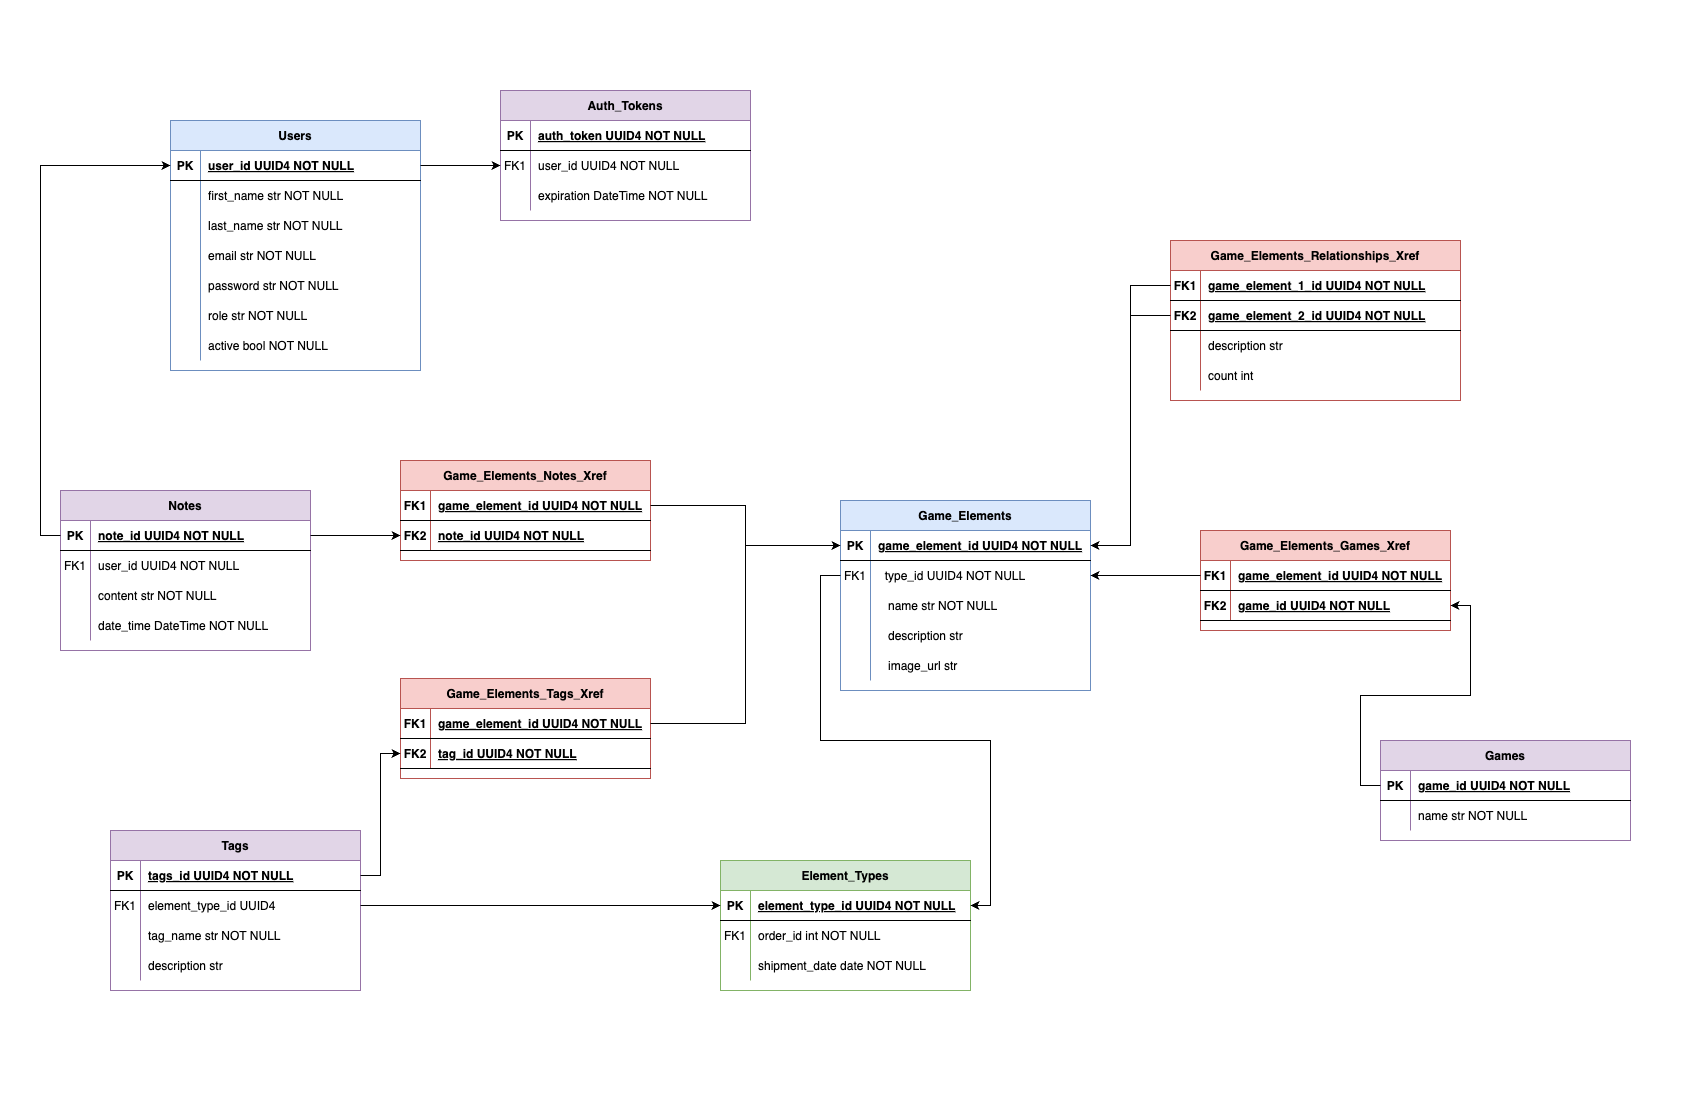 Auth_Tokens
PK auth_token UUID4 NOT NULL
FK1 user_id UUID4 NOT NULL
expiration DateTime NOT NULL
Users
PK user_id UUID4 NOT NULL
first_name str NOT NULL
last_name str NOT NULL
email str NOT NULL
password str NOT NULL
role str NOT NULL
active bool NOT NULL
Game_Elements_Relationships_Xref
FK1 game_element_1_id UUID4 NOT NULL
FK2 game_element_2_id UUID4 NOT NULL
description str
count int
Game_Elements_Notes_Xref
FK1 game_element_id UUID4 NOT NULL
FK2 note_id UUID4 NOT NULL
Notes
PK note_id UUID4 NOT NULL
FK1 user_id UUID4 NOT NULL
content str NOT NULL
date_time DateTime NOT NULL
Game_Elements
PK game_element_id UUID4 NOT NULL
FK1 type_id UUID4 NOT NULL
name str NOT NULL
description str
image_url str
Game_Elements_Games_Xref
FK1 game_element_id UUID4 NOT NULL
FK2 game_id UUID4 NOT NULL
Game_Elements_Tags_Xref
FK1 game_element_id UUID4 NOT NULL
FK2 tag_id UUID4 NOT NULL
Games
PK game_id UUID4 NOT NULL
name str NOT NULL
Tags
PK tags_id UUID4 NOT NULL
FK1 element_type_id UUID4
tag_name str NOT NULL
description str
Element_Types
PK element_type_id UUID4 NOT NULL
FK1 order_id int NOT NULL
shipment_date date NOT NULL